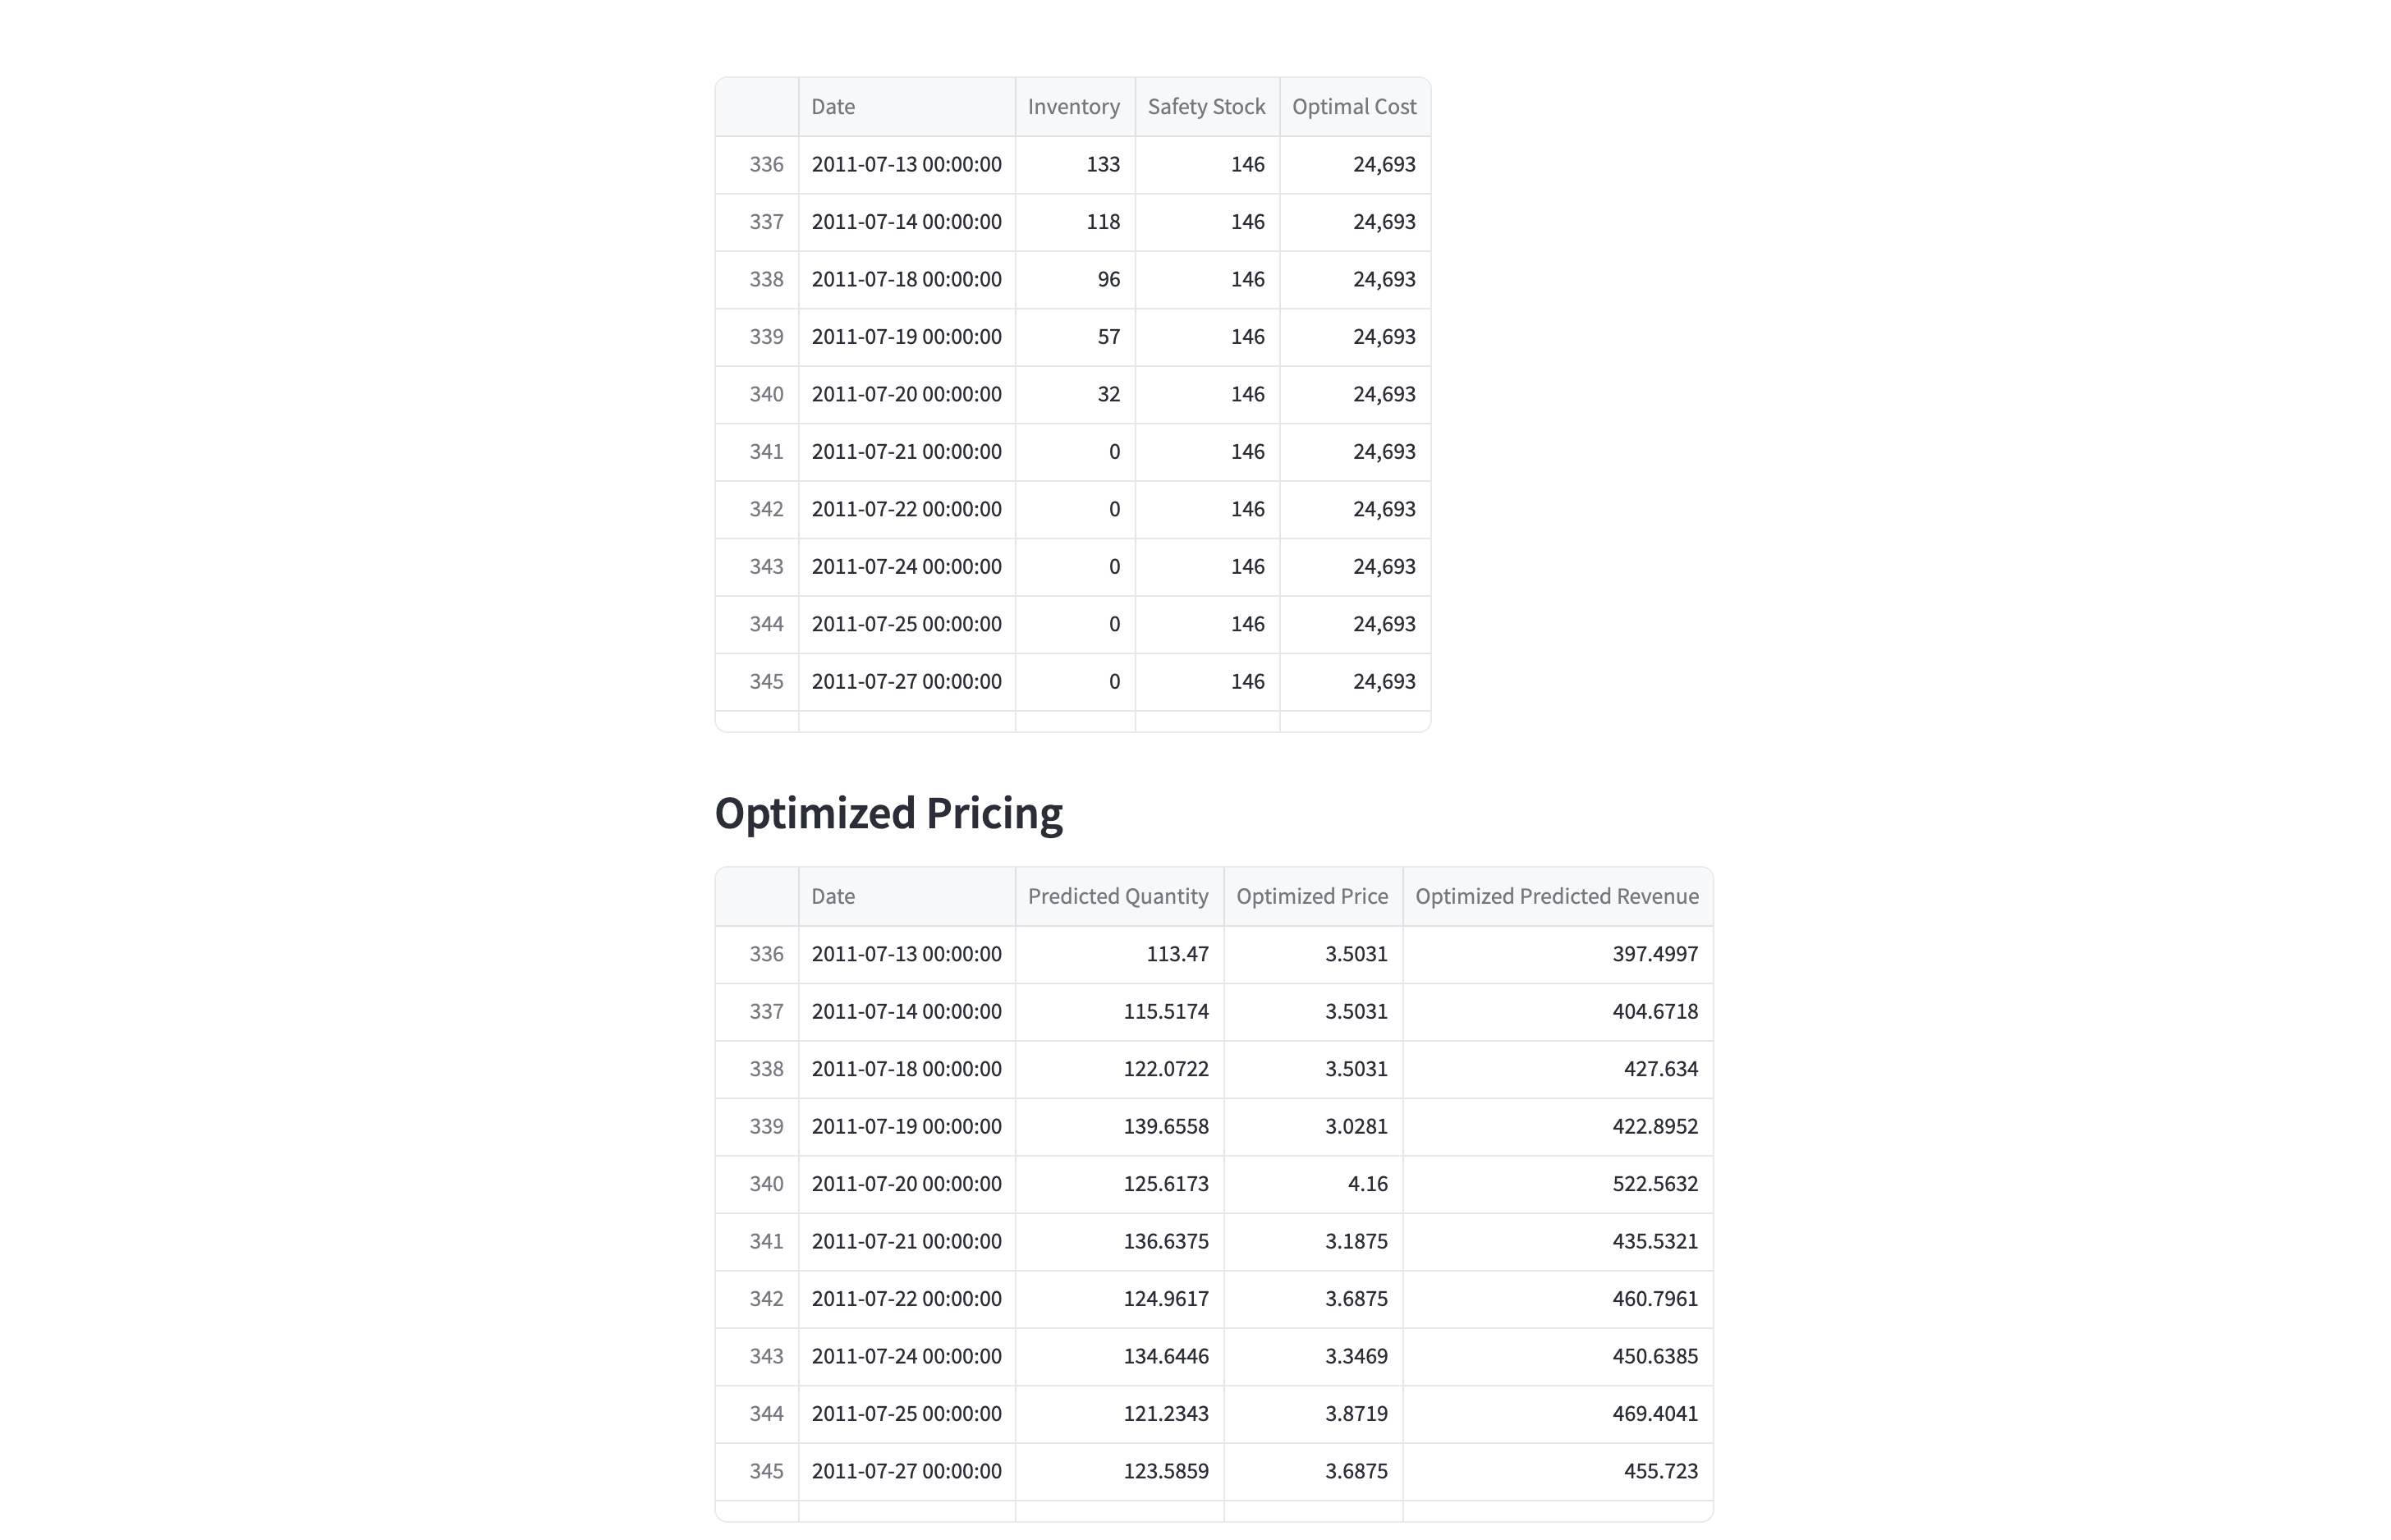 Date Inventory Safety Stock Optimal Cost
336 2011-07-13 00:00:00 133 146 24,693
337 2011-07-14 00:00:00 118 146 24,693
338 2011-07-18 00:00:00 96 146 24,693
339 2011-07-19 00:00:00 57 146 24,693
340 2011-07-20 00:00:00 32 146 24,693
341 2011-07-21 00:00:00 0 146 24,693
342 2011-07-22 00:00:00 0 146 24,693
343 2011-07-24 00:00:00 0 146 24,693
344 2011-07-25 00:00:00 0 146 24,693
345 2011-07-27 00:00:00 0 146 24,693
Optimized Pricing
Date Predicted Quantity Optimized Price Optimized Predicted Revenue
336 2011-07-13 00:00:00 113.47 3.5031 397.4997
337 2011-07-14 00:00:00 115.5174 3.5031 404.6718
338 2011-07-18 00:00:00 122.0722 3.5031 427.634
339 2011-07-19 00:00:00 139.6558 3.0281 422.8952
340 2011-07-20 00:00:00 125.6173 4.16 522.5632
341 2011-07-21 00:00:00 136.6375 3.1875 435.5321
342 2011-07-22 00:00:00 124.9617 3.6875 460.7961
343 2011-07-24 00:00:00 134.6446 3.3469 450.6385
344 2011-07-25 00:00:00 121.2343 3.8719 469.4041
345 2011-07-27 00:00:00 123.5859 3.6875 455.723